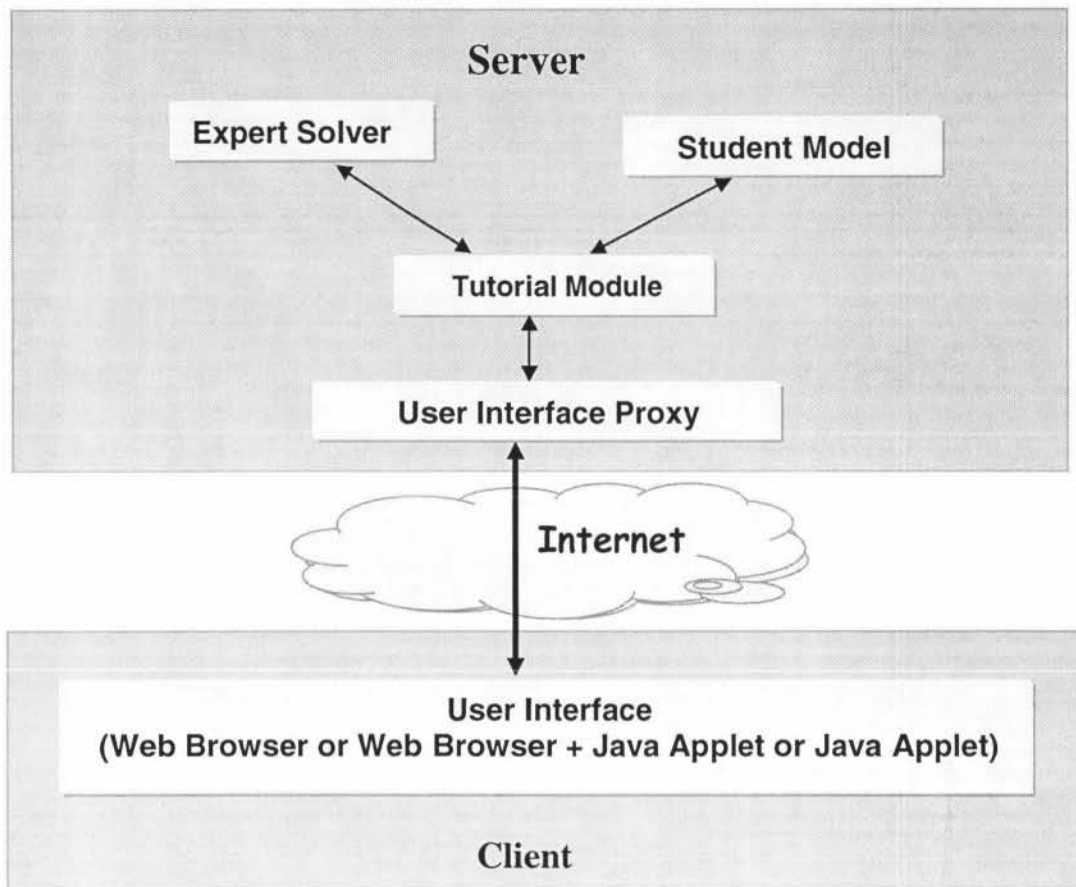 Server
Expert Solver
Student Model
Tutorial Module
User Interface Proxy
Internet
User Interface
(Web Browser or Web Browser + Java Applet or Java Applet)
Client